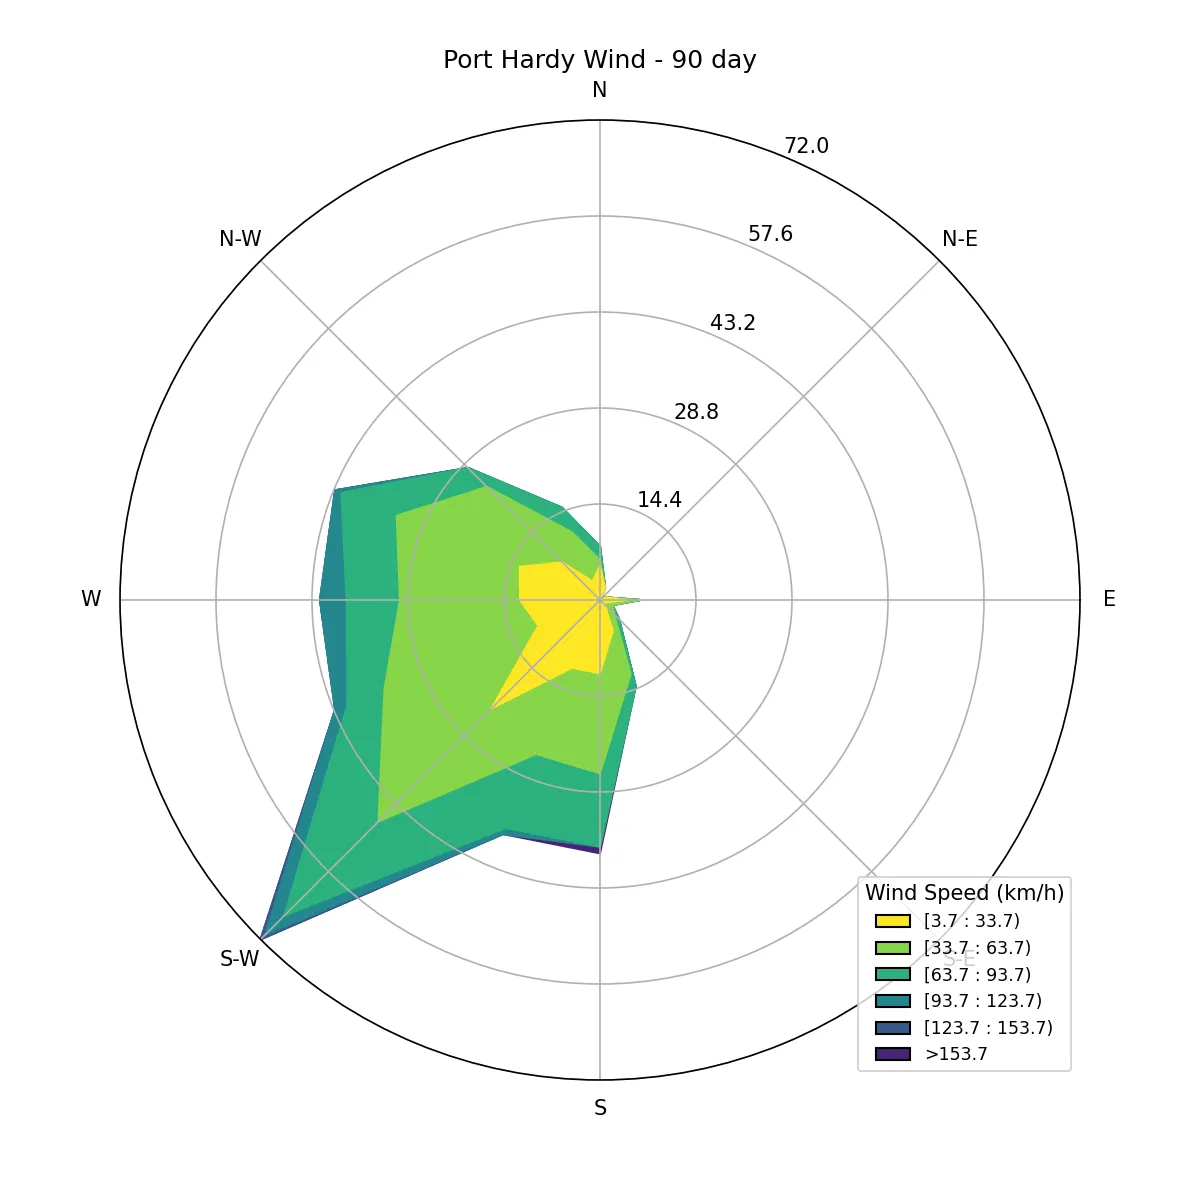 Port Hardy Wind - 90 day
N
72.0
57.6
N-W
N-E
43.2
28.8
14.4
W
E
S-W
S-E
Wind Speed (km/h)
[3.7 : 33.7)
[33.7 : 63.7)
[63.7 : 93.7)
[93.7 : 123.7)
[123.7 : 153.7)
>153.7
S